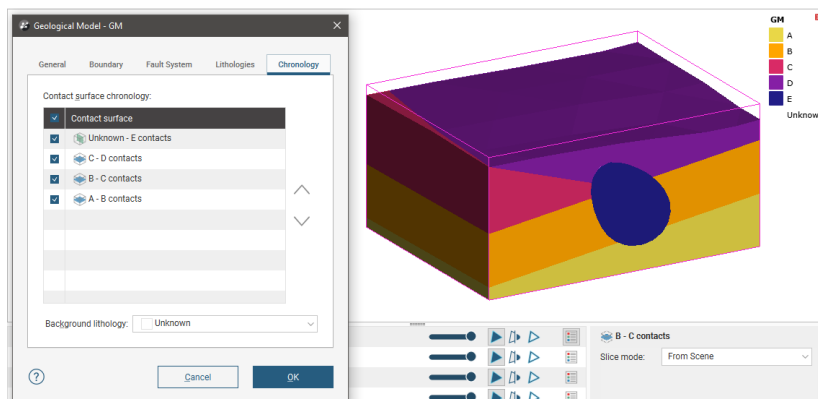 Geological Model - GM
General Boundary Fault System Lithologies Chronology
Contact surface chronology:
Contact surface
Unknown - E contacts
C - D contacts
B - C contacts
A - B contacts
Background lithology: Unknown
? Cancel OK
GM
A
B
C
D
E
Unknow
B - C contacts
Slice mode: From Scene